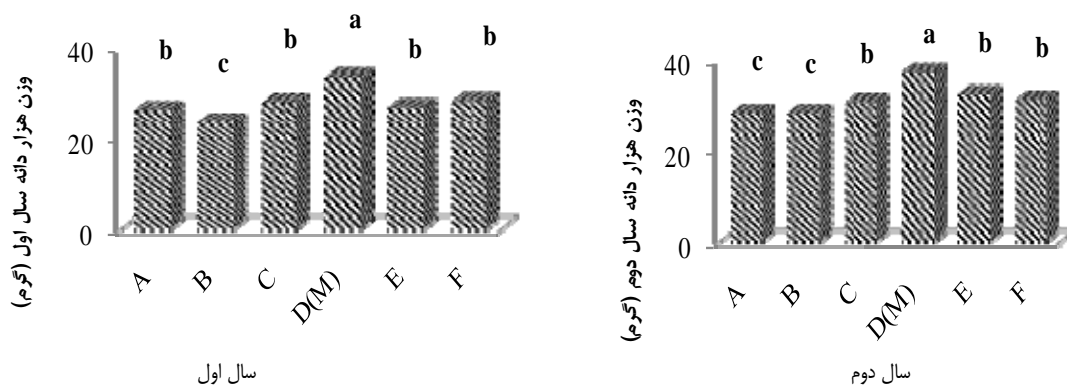 b c b a b b
40
20
0
وزن هزار دانه سال اول (گرم)
A B C D(M) E F
سال اول
c c b a b b
40
20
0
وزن هزار دانه سال دوم (گرم)
A B C D(M) E F
سال دوم